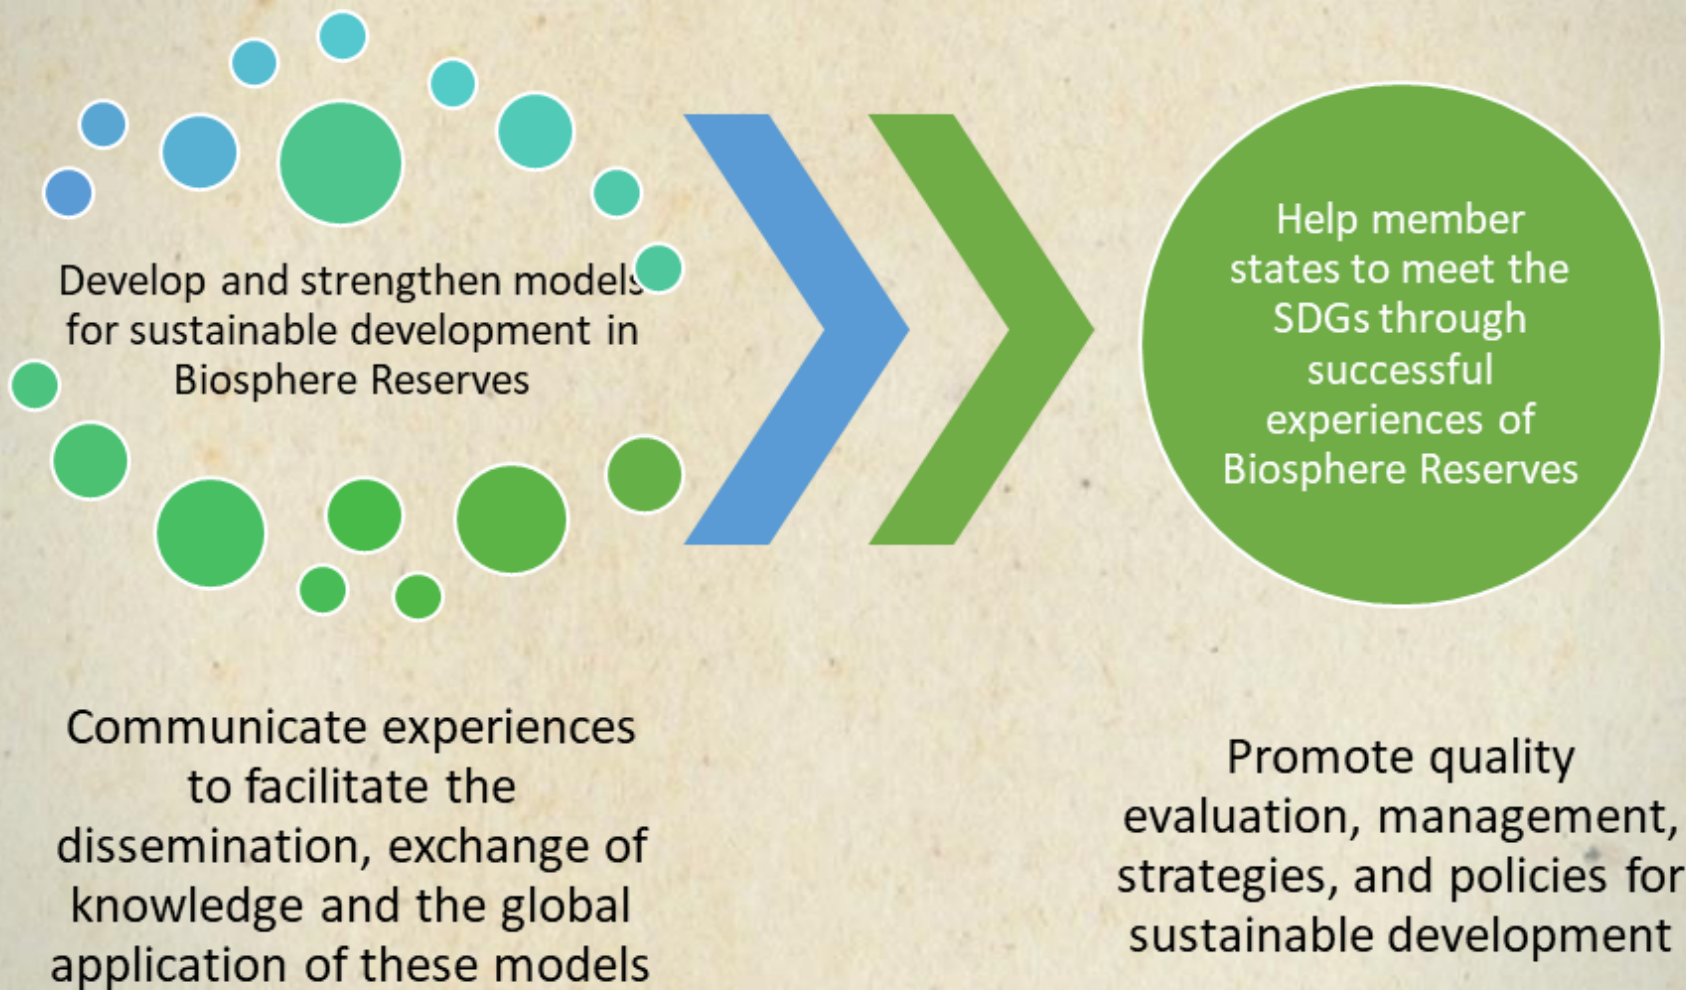 Develop and strengthen models
for sustainable development in
Biosphere Reserves
Help member
states to meet the
SDGs through
successful
experiences of
Biosphere Reserves
Communicate experiences
to facilitate the
dissemination, exchange of
knowledge and the global
application of these models
Promote quality
evaluation, management,
strategies, and policies for
sustainable development